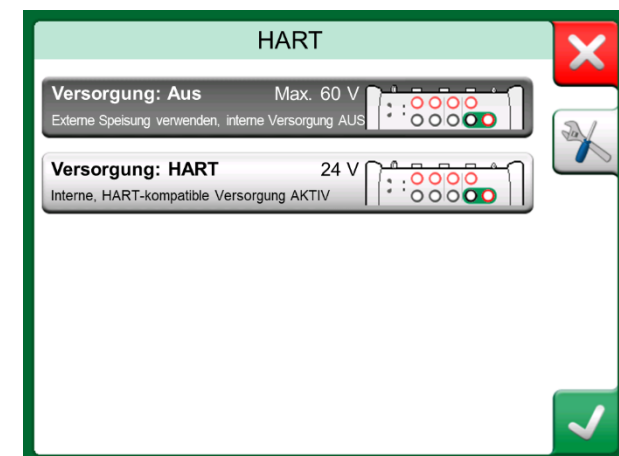 HART
Versorgung: Aus Max. 60 V
Externe Speisung verwenden, interne Versorgung AUS
Versorgung: HART 24 V
Interne, HART-kompatible Versorgung AKTIV